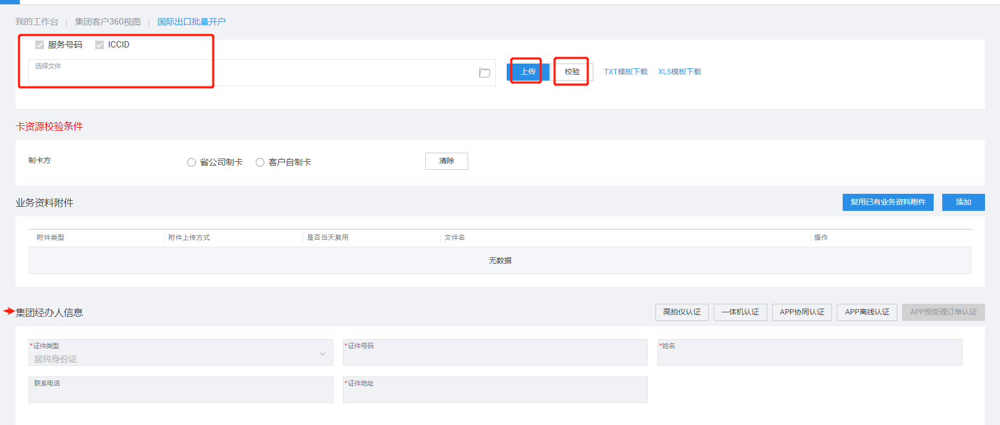 我的工作台 | 集团客户360视图 | 国际出口批量开户
服务号码 ICCID
选择文件
上传 校验 TXT模板下载 XLS模板下载
卡资源校验条件
制卡方 省公司制卡 客户自制卡 清除
业务资料附件 复用已有业务资料附件 添加
附件类型 附件上传方式 是否当天复用 文件名 操作
无数据
集团经办人信息 高拍仪认证 一体机认证 APP协同认证 APP离线认证 APP预受理订单认证
*证件类型 *证件号码 *姓名
居民身份证
联系电话 *证件地址